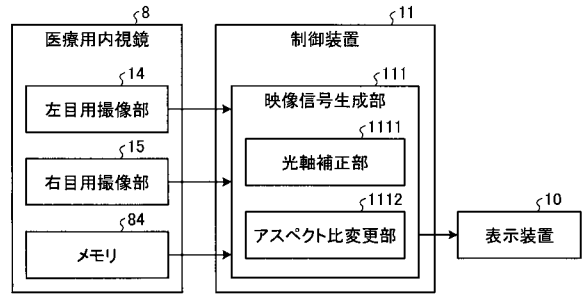 8
医療用内視鏡
14
左目用撮像部
15
右目用撮像部
84
メモリ
11
制御装置
111
映像信号生成部
1111
光軸補正部
1112
アスペクト比変更部
10
表示装置